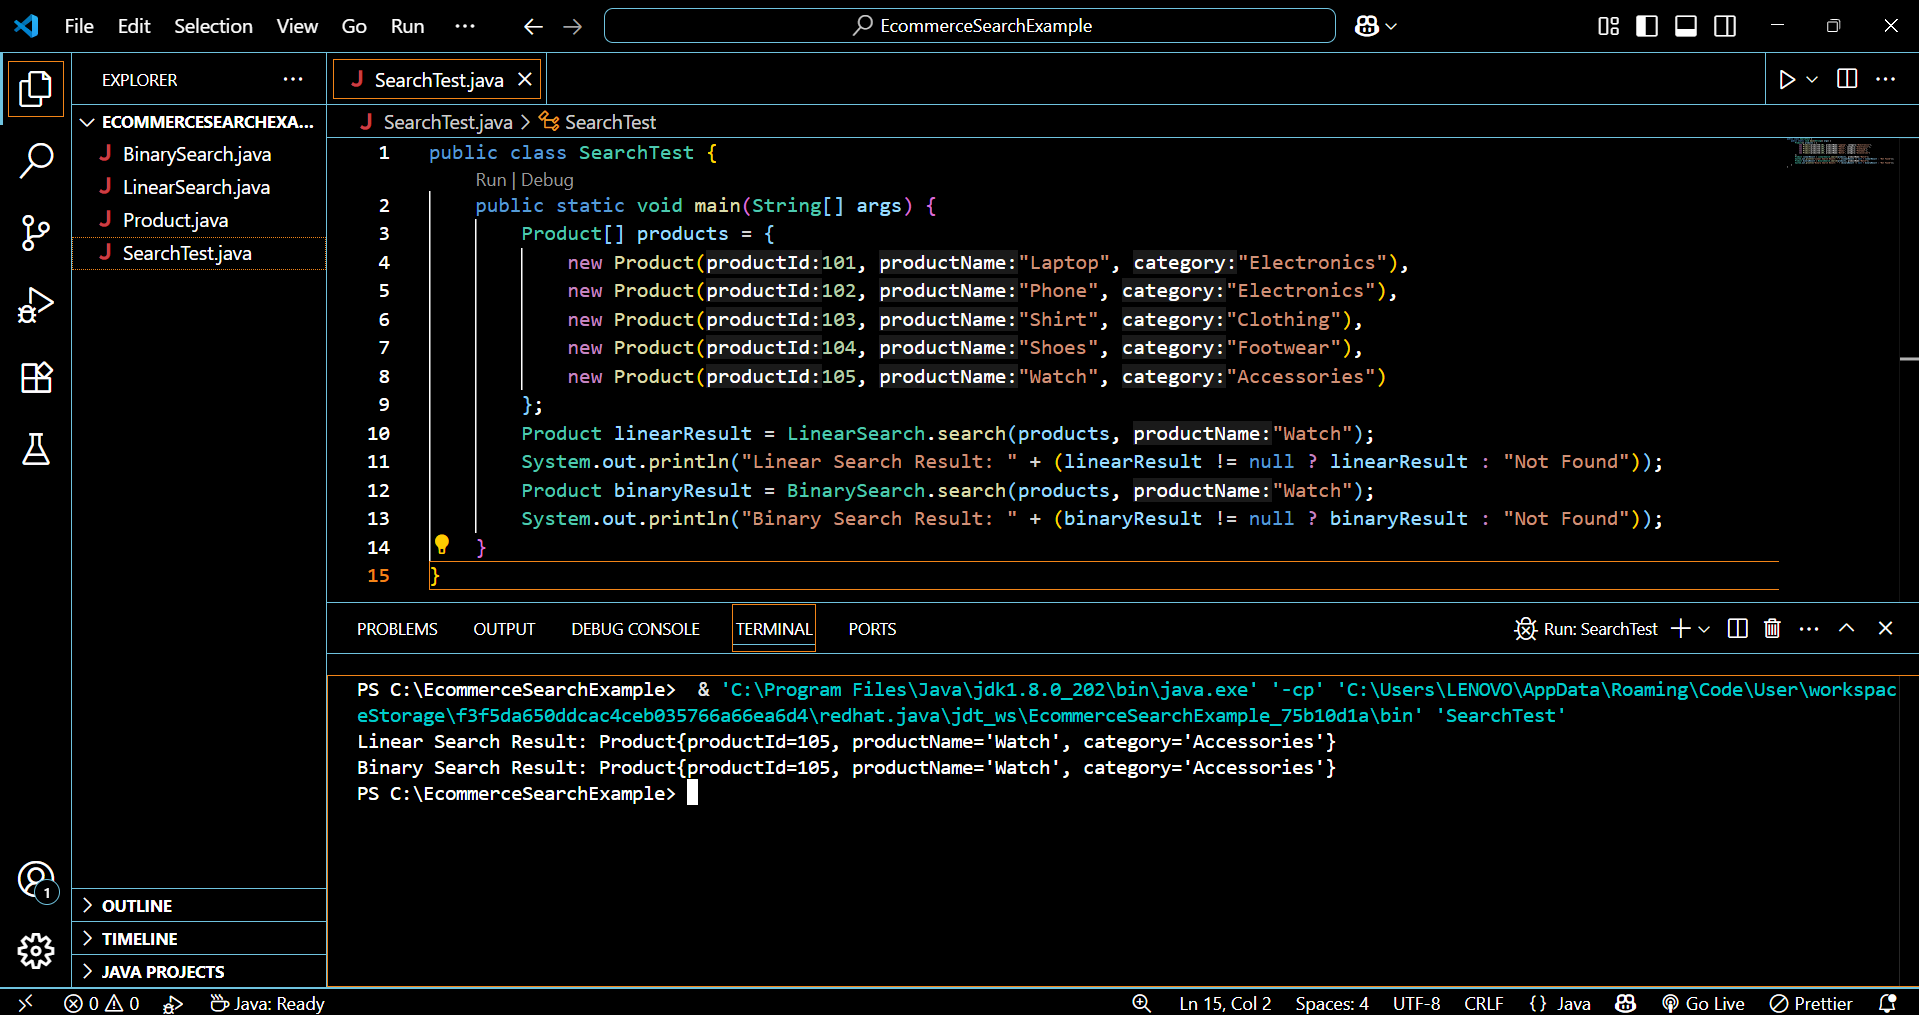 File Edit Selection View Go Run ··· EcommerceSearchExample
EXPLORER ···
ECOMMERCESEARCHEXA...
J BinarySearch.java
J LinearSearch.java
J Product.java
J SearchTest.java
1
OUTLINE
TIMELINE
JAVA PROJECTS
J SearchTest.java
J SearchTest.java > SearchTest
1 public class SearchTest {
Run | Debug
2 public static void main(String[] args) {
3 Product[] products = {
4 new Product(productId:101, productName:"Laptop", category:"Electronics"),
5 new Product(productId:102, productName:"Phone", category:"Electronics"),
6 new Product(productId:103, productName:"Shirt", category:"Clothing"),
7 new Product(productId:104, productName:"Shoes", category:"Footwear"),
8 new Product(productId:105, productName:"Watch", category:"Accessories")
9 };
10 Product linearResult = LinearSearch.search(products, productName:"Watch");
11 System.out.println("Linear Search Result: " + (linearResult != null ? linearResult : "Not Found"));
12 Product binaryResult = BinarySearch.search(products, productName:"Watch");
13 System.out.println("Binary Search Result: " + (binaryResult != null ? binaryResult : "Not Found"));
14 }
15 }
PROBLEMS OUTPUT DEBUG CONSOLE TERMINAL PORTS Run: SearchTest
PS C:\EcommerceSearchExample> & 'C:\Program Files\Java\jdk1.8.0_202\bin\java.exe' '-cp' 'C:\Users\LENOVO\AppData\Roaming\Code\User\workspac
eStorage\f3f5da650ddcac4ceb035766a66ea6d4\redhat.java\jdt_ws\EcommerceSearchExample_75b10d1a\bin' 'SearchTest'
Linear Search Result: Product{productId=105, productName='Watch', category='Accessories'}
Binary Search Result: Product{productId=105, productName='Watch', category='Accessories'}
PS C:\EcommerceSearchExample>
0 0 Java: Ready Ln 15, Col 2 Spaces: 4 UTF-8 CRLF {} Java Go Live Prettier